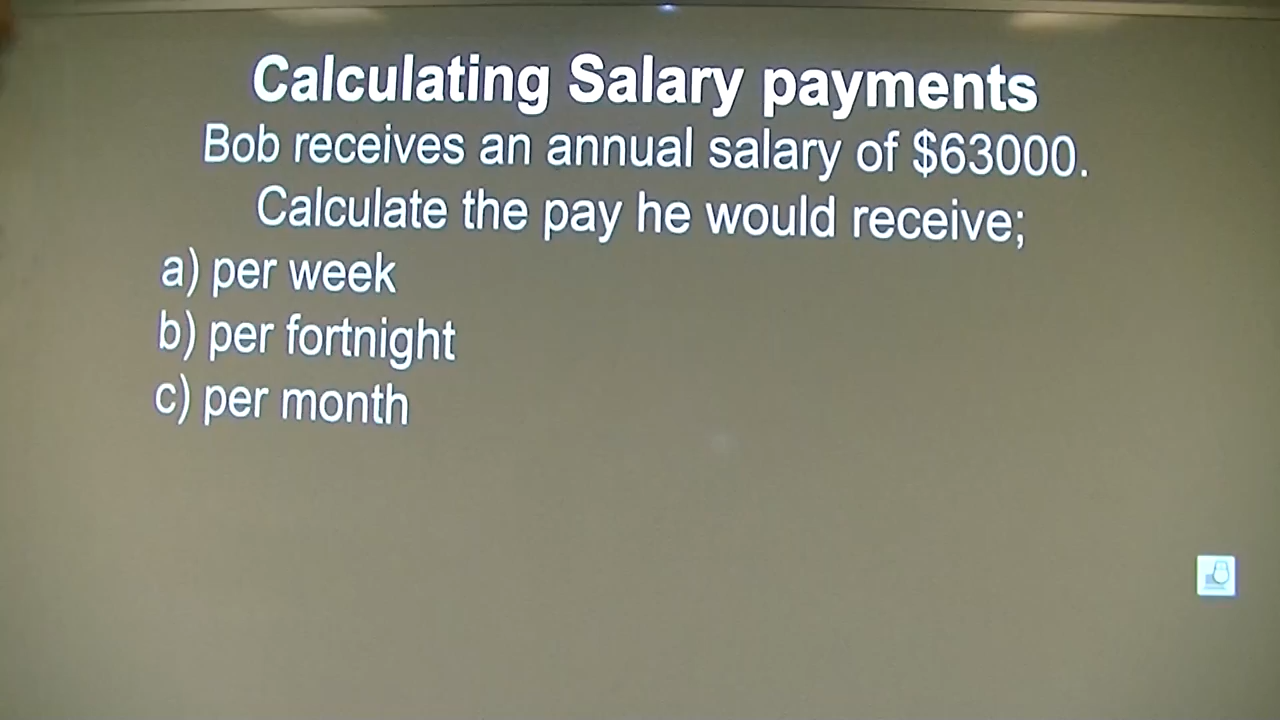 Calculating Salary payments
Bob receives an annual salary of $63000.
Calculate the pay he would receive;
a) per week
b) per fortnight
c) per month